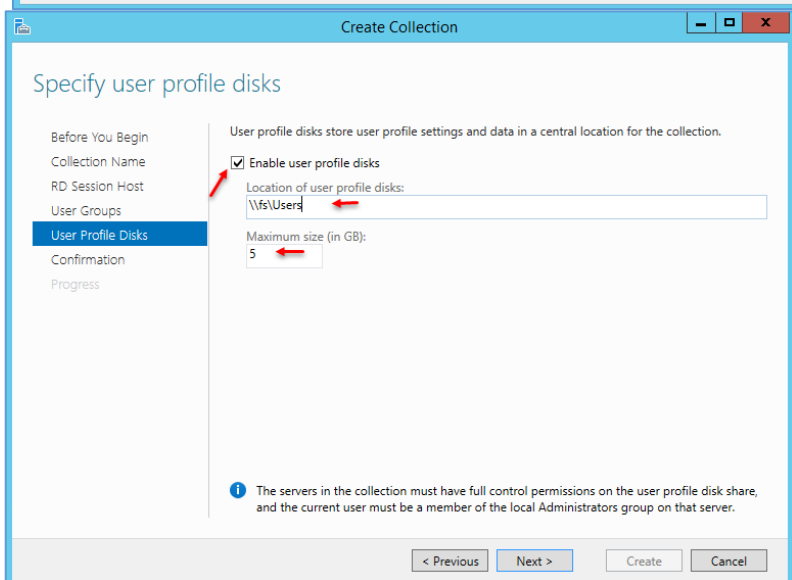 Create Collection
Specify user profile disks
Before You Begin
Collection Name
RD Session Host
User Groups
User Profile Disks
Confirmation
Progress
User profile disks store user profile settings and data in a central location for the collection.
Enable user profile disks
Location of user profile disks:
\\fs\Users
Maximum size (in GB):
5
The servers in the collection must have full control permissions on the user profile disk share,
and the current user must be a member of the local Administrators group on that server.
< Previous
Next >
Create
Cancel